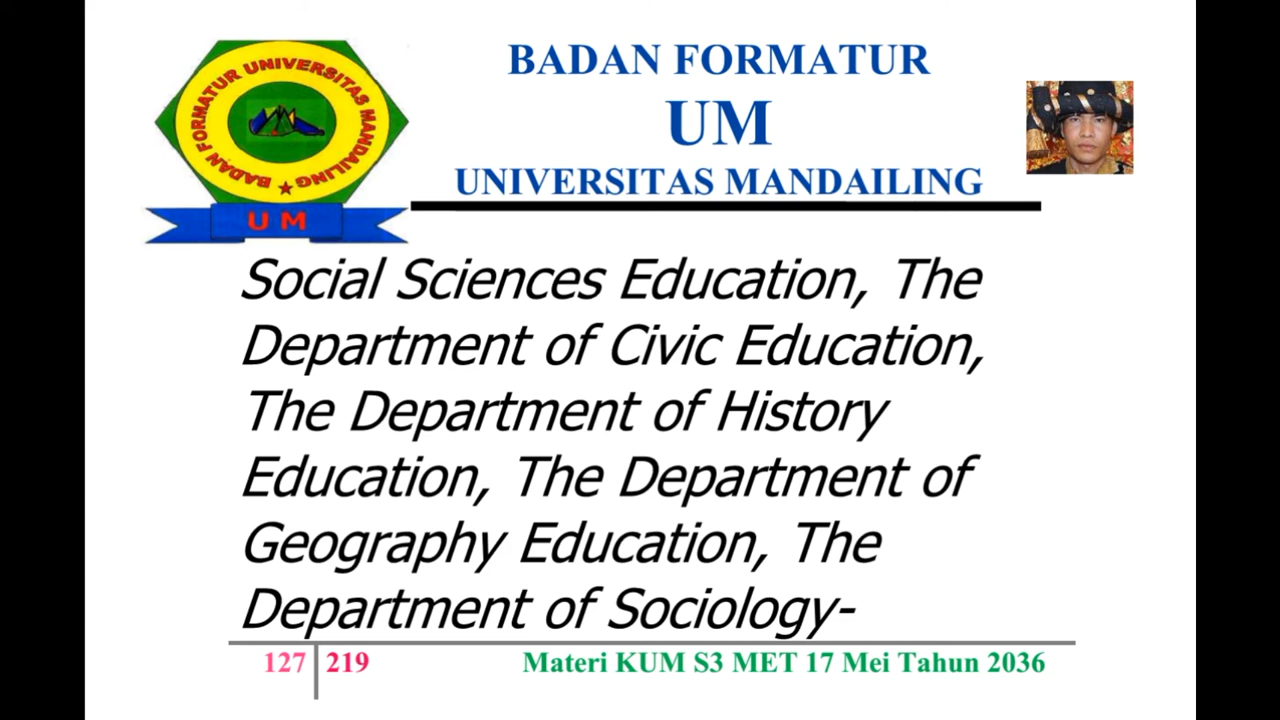 BADAN FORMATUR UNIVERSITAS MANDAILING
UM
BADAN FORMATUR
UM
UNIVERSITAS MANDAILING
Social Sciences Education, The
Department of Civic Education,
The Department of History
Education, The Department of
Geography Education, The
Department of Sociology-
127 219 Materi KUM S3 MET 17 Mei Tahun 2036